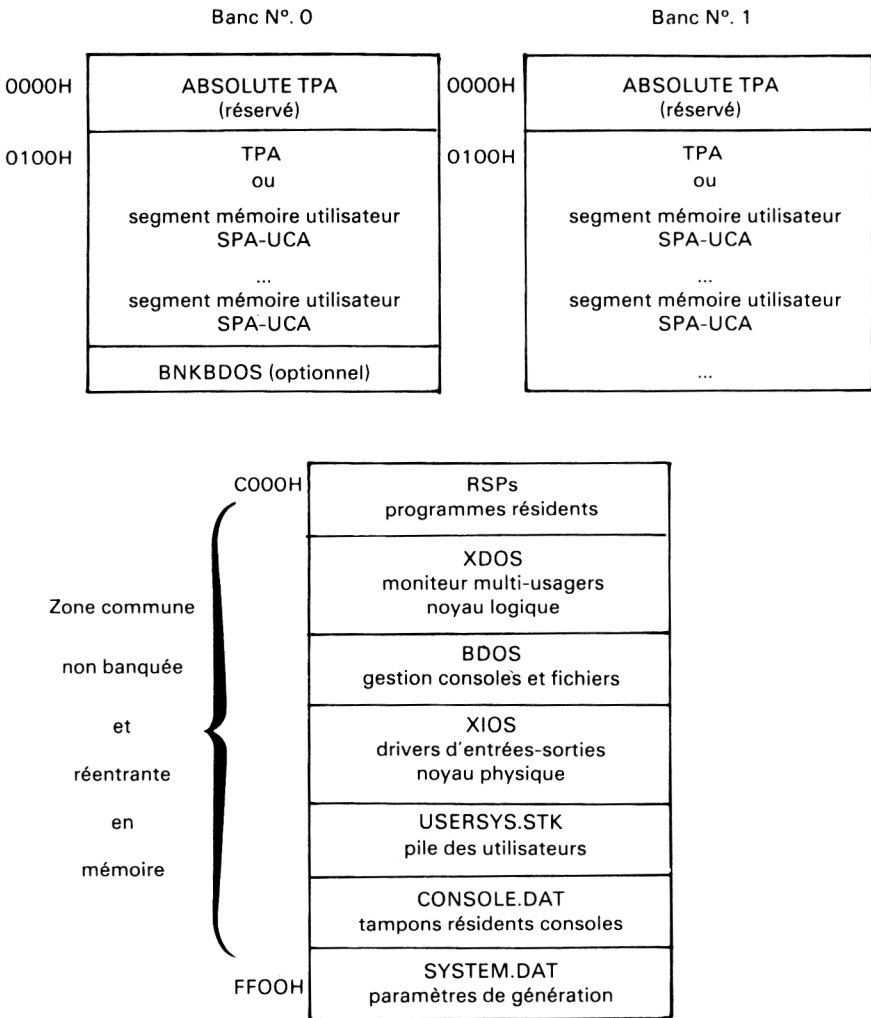 Banc Nº. 0
0000H
ABSOLUTE TPA
(réservé)
0100H
TPA
ou
segment mémoire utilisateur
SPA-UCA
...
segment mémoire utilisateur
SPA-UCA
BNKBDOS (optionnel)
Banc Nº. 1
0000H
ABSOLUTE TPA
(réservé)
0100H
TPA
ou
segment mémoire utilisateur
SPA-UCA
...
segment mémoire utilisateur
SPA-UCA
...
Zone commune
non banquée
et
réentrante
en
mémoire
C000H
RSPs
programmes résidents
XDOS
moniteur multi-usagers
noyau logique
BDOS
gestion consoles et fichiers
XIOS
drivers d'entrées-sorties
noyau physique
USERSYS.STK
pile des utilisateurs
CONSOLE.DAT
tampons résidents consoles
FF00H
SYSTEM.DAT
paramètres de génération